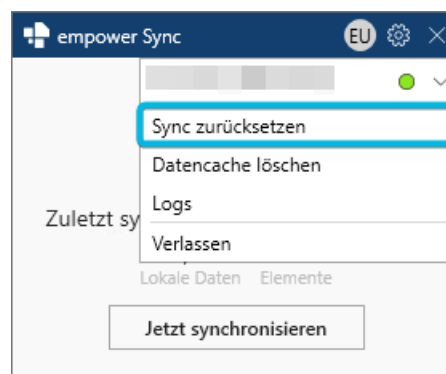 empower Sync
EU
Sync zurücksetzen
Datencache löschen
Logs
Zuletzt sy
Verlassen
Lokale Daten Elemente
Jetzt synchronisieren